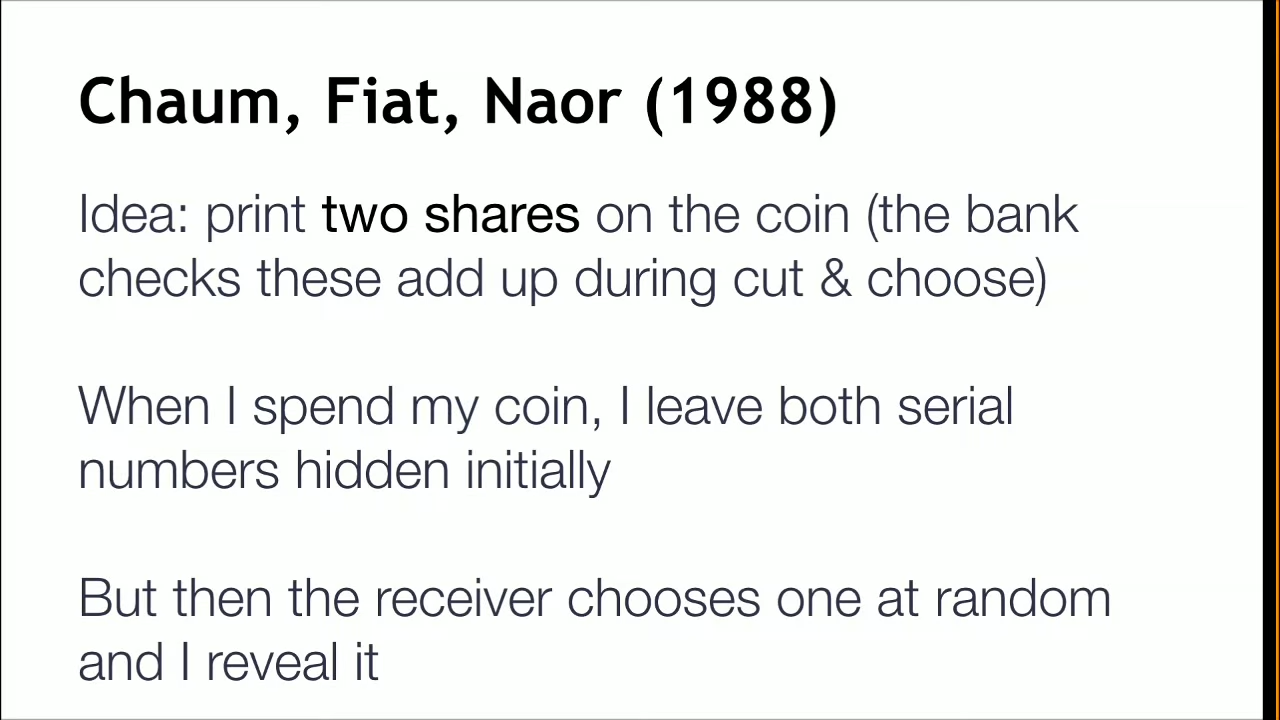 Chaum, Fiat, Naor (1988)
Idea: print two shares on the coin (the bank
checks these add up during cut & choose)
When I spend my coin, I leave both serial
numbers hidden initially
But then the receiver chooses one at random
and I reveal it